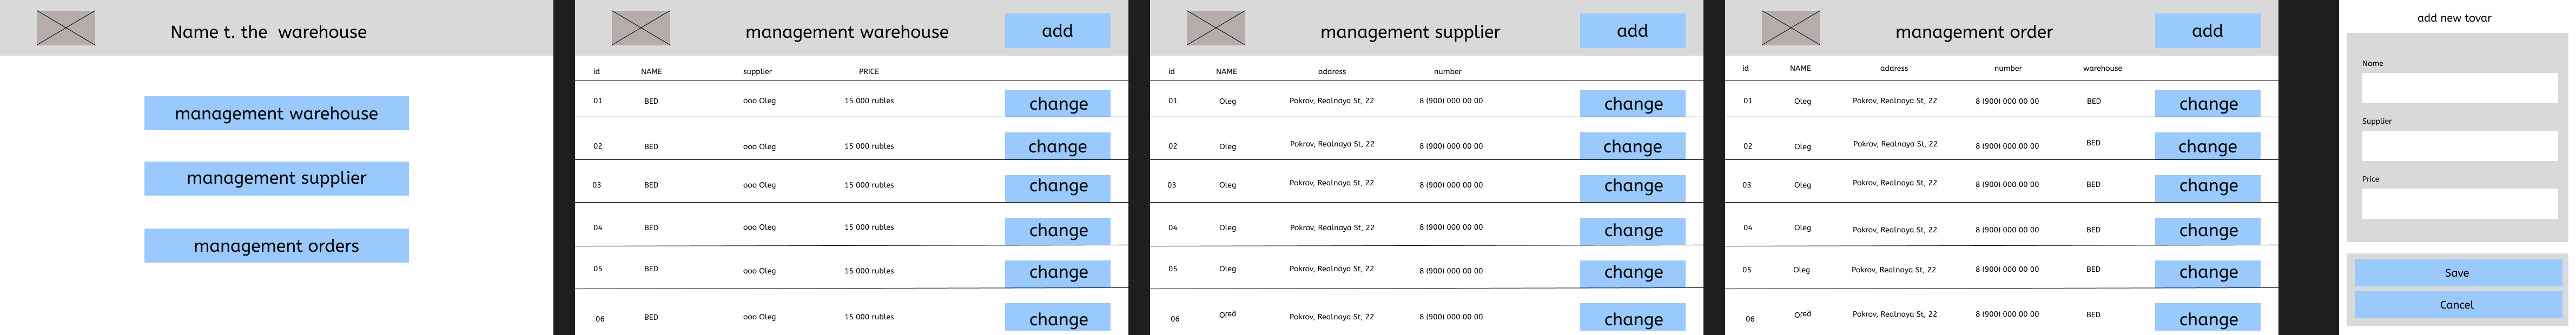 Name t. the warehouse
management warehouse
management supplier
management orders
management warehouse add
id NAME supplier PRICE
01 BED ooo Oleg 15 000 rubles change
02 BED ooo Oleg 15 000 rubles change
03 BED ooo Oleg 15 000 rubles change
04 BED ooo Oleg 15 000 rubles change
05 BED ooo Oleg 15 000 rubles change
06 BED ooo Oleg 15 000 rubles change
management supplier add
id NAME address number
01 Oleg Pokrov, Realnaya St, 22 8 (900) 000 00 00 change
02 Oleg Pokrov, Realnaya St, 22 8 (900) 000 00 00 change
03 Oleg Pokrov, Realnaya St, 22 8 (900) 000 00 00 change
04 Oleg Pokrov, Realnaya St, 22 8 (900) 000 00 00 change
05 Oleg Pokrov, Realnaya St, 22 8 (900) 000 00 00 change
06 Oleg Pokrov, Realnaya St, 22 8 (900) 000 00 00 change
management order add
id NAME address number warehouse
01 Oleg Pokrov, Realnaya St, 22 8 (900) 000 00 00 BED change
02 Oleg Pokrov, Realnaya St, 22 8 (900) 000 00 00 BED change
03 Oleg Pokrov, Realnaya St, 22 8 (900) 000 00 00 BED change
04 Oleg Pokrov, Realnaya St, 22 8 (900) 000 00 00 BED change
05 Oleg Pokrov, Realnaya St, 22 8 (900) 000 00 00 BED change
06 Oleg Pokrov, Realnaya St, 22 8 (900) 000 00 00 BED change
add new tovar
Name
Supplier
Price
Save
Cancel